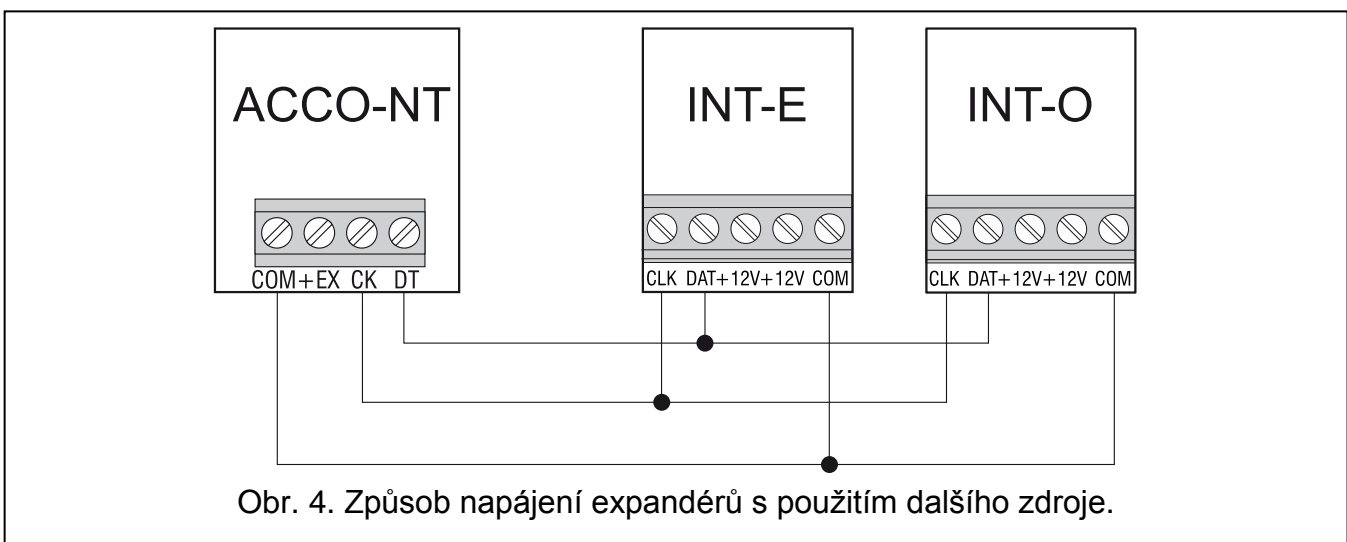 ACCO-NT INT-E INT-O
COM +EX CK DT CLK DAT +12V +12V COM CLK DAT +12V +12V COM
Obr. 4. Způsob napájení expandérů s použitím dalšího zdroje.